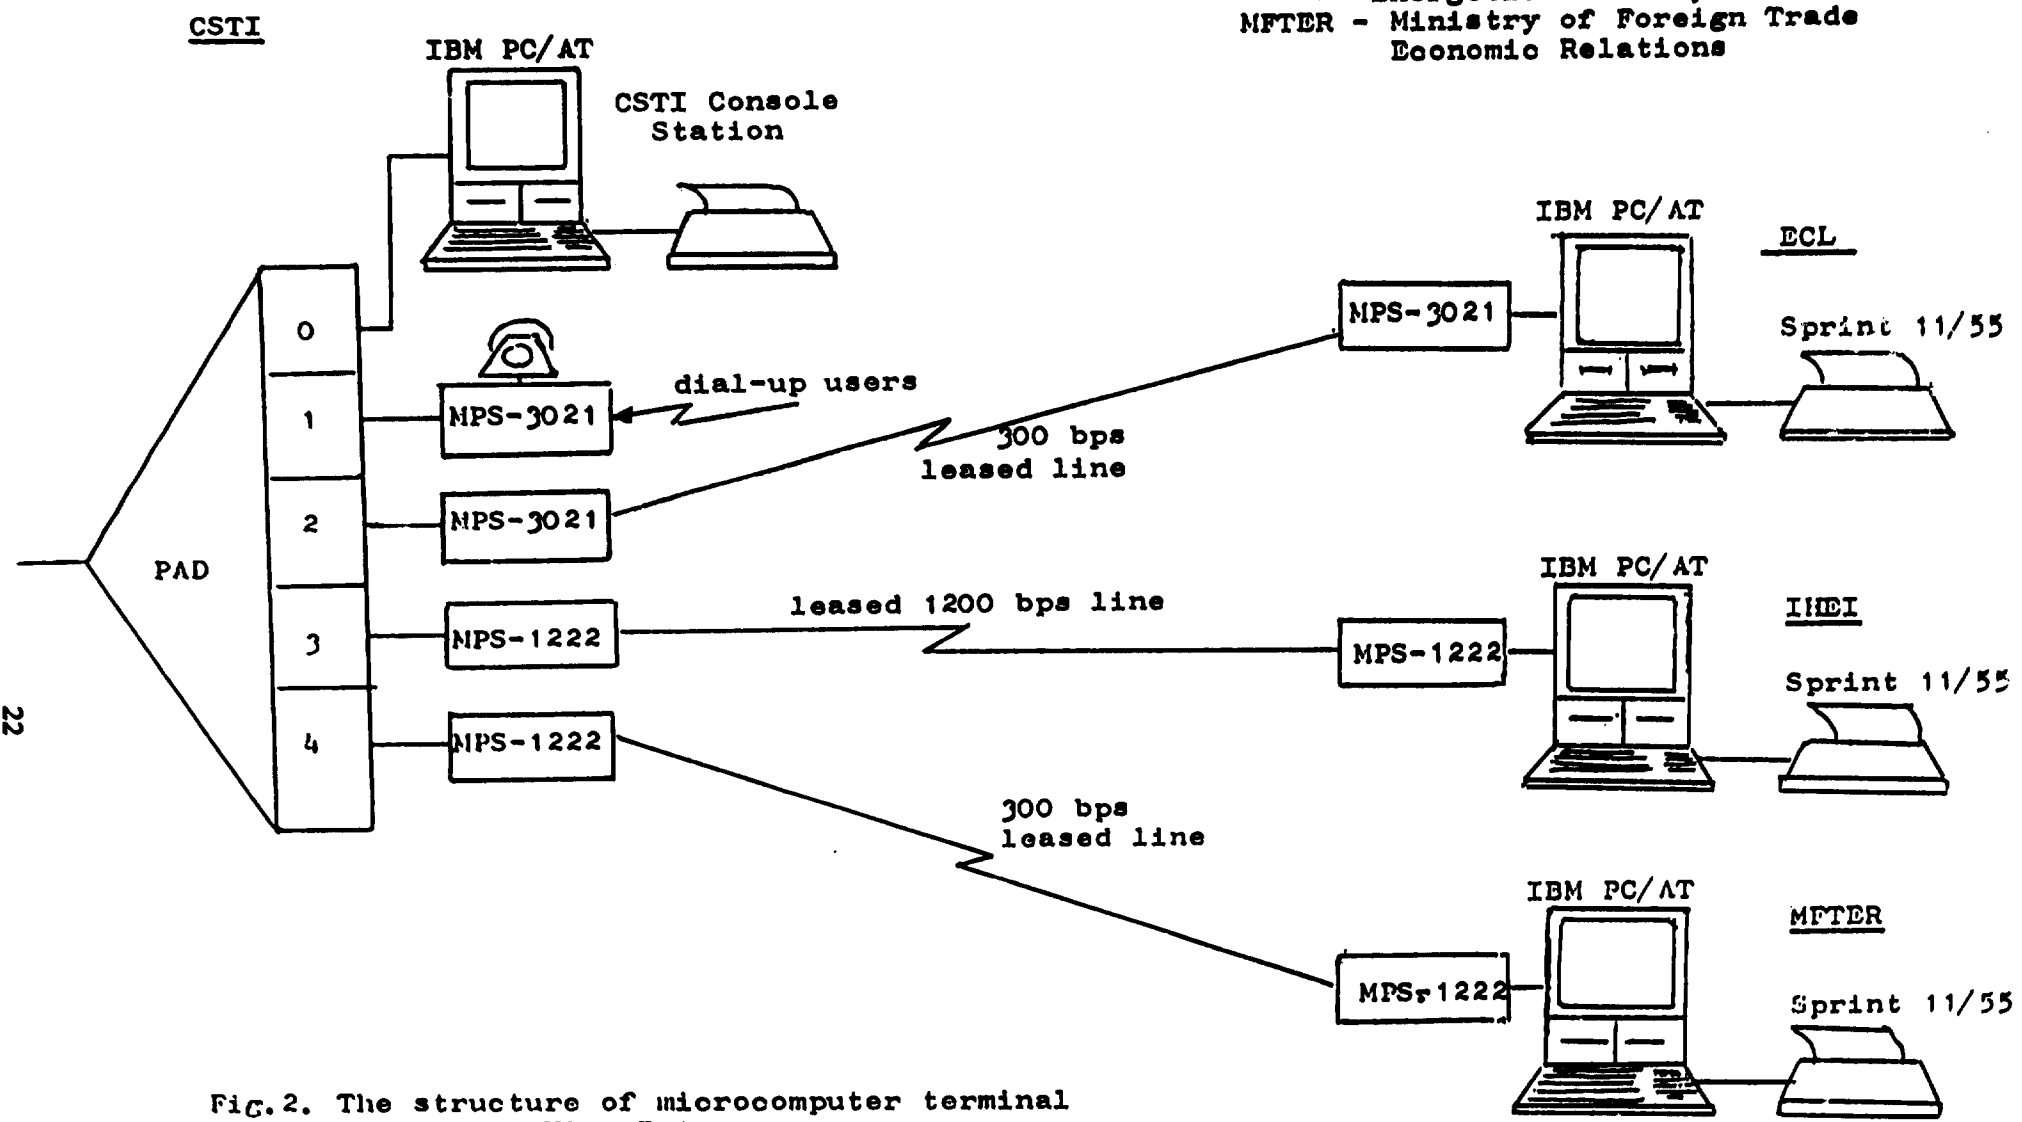 CSTI
MFTER - Ministry of Foreign Trade
Economic Relations
IBM PC/AT
CSTI Console
Station
IBM PC/AT
ECL
MPS-3021
Sprint 11/55
0
1
MPS-3021
dial-up users
300 bps
leased line
2
MPS-3021
PAD
IBM PC/AT
leased 1200 bps line
IHEI
3
MPS-1222
MPS-1222
Sprint 11/55
22
4
MPS-1222
300 bps
leased line
IBM PC/AT
MFTER
MPS-1222
Sprint 11/55
Fig.2. The structure of microcomputer terminal